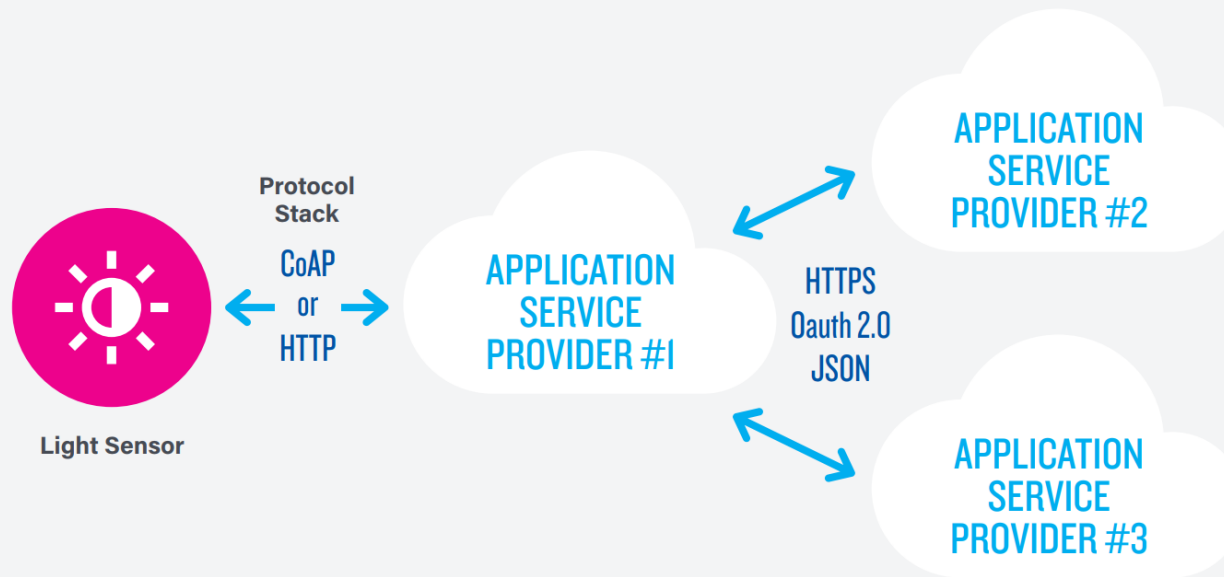 Protocol
Stack
CoAP
or
HTTP
Light Sensor
APPLICATION
SERVICE
PROVIDER #1
HTTPS
Oauth 2.0
JSON
APPLICATION
SERVICE
PROVIDER #2
APPLICATION
SERVICE
PROVIDER #3